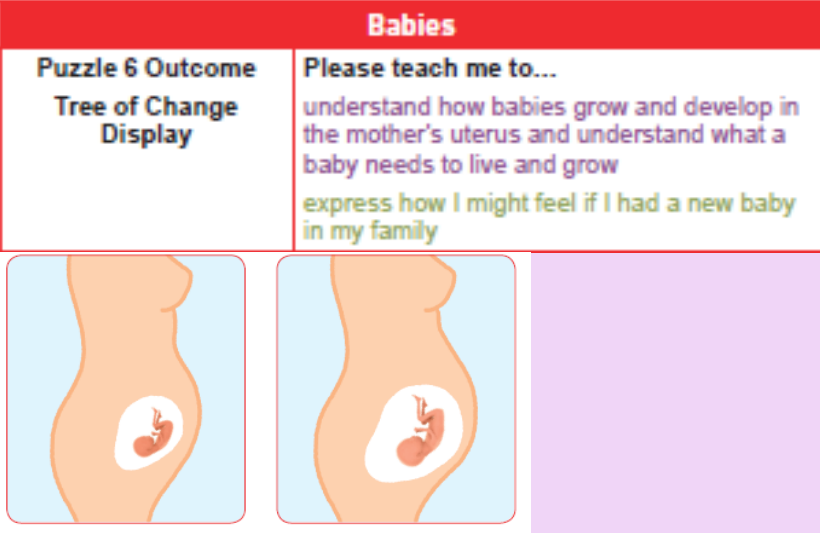 Babies
Puzzle 6 Outcome
Tree of Change
Display
Please teach me to...
understand how babies grow and develop in
the mother's uterus and understand what a
baby needs to live and grow
express how I might feel if I had a new baby
in my family